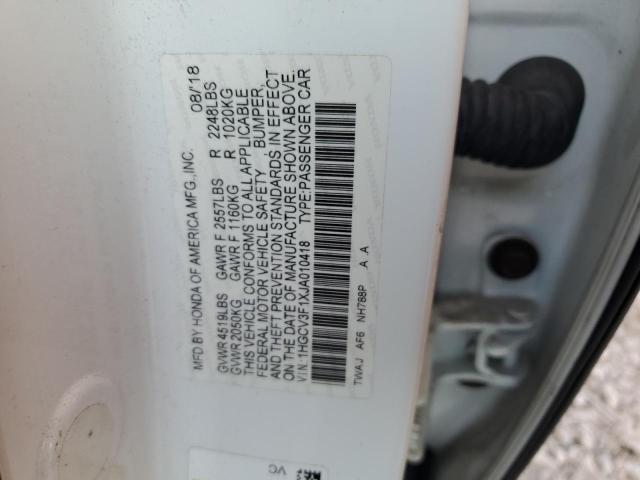 MFD BY HONDA OF AMERICA MFG.,INC. 08/'18
GVWR 4519LBS GAWR F 2557LBS R 2248LBS
GVWR 2050KG GAWR F 1160KG R 1020KG
THIS VEHICLE CONFORMS TO ALL APPLICABLE
FEDERAL MOTOR VEHICLE SAFETY . BUMPER,
AND THEFT PREVENTION STANDARDS IN EFFECT
ON THE DATE OF MANUFACTURE SHOWN ABOVE.
V.I.N.: 1HGCV3F1XJA010418 TYPE:PASSENGER CAR
TWAJ AF6 NH788P .A .A
VC